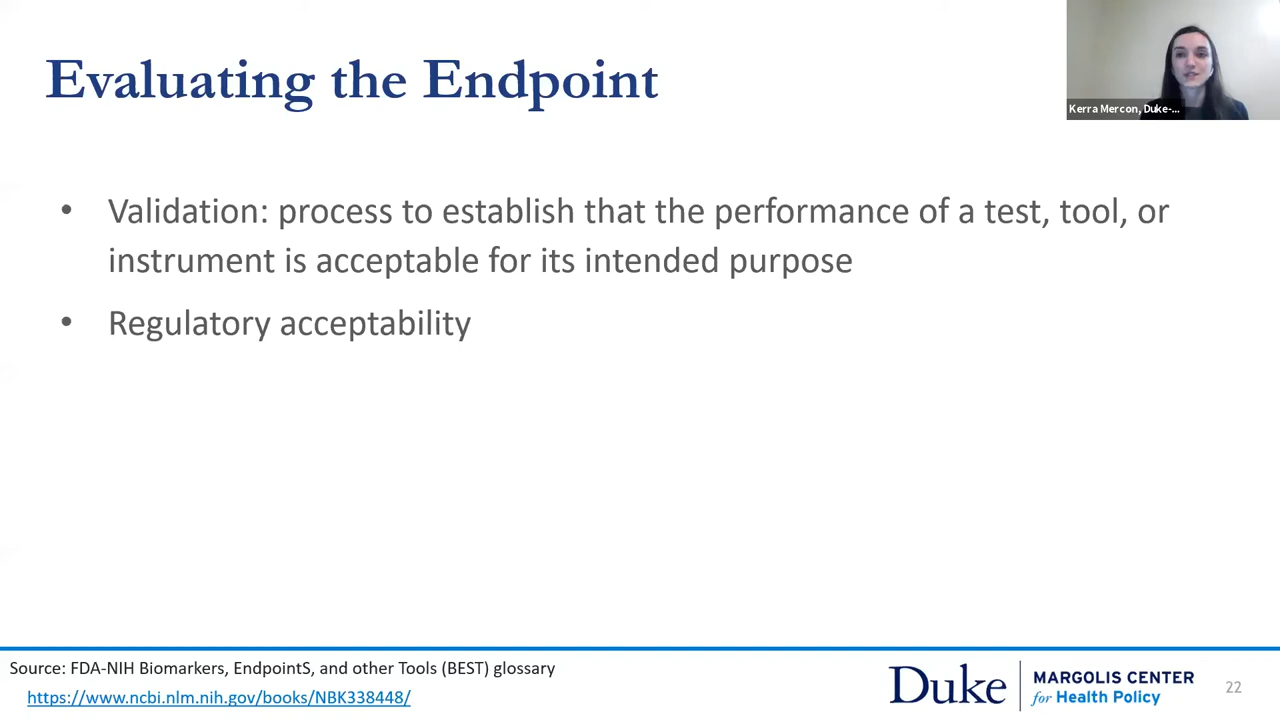 Evaluating the Endpoint
Kerra Mercon, Duke-...
• Validation: process to establish that the performance of a test, tool, or
instrument is acceptable for its intended purpose
• Regulatory acceptability
Source: FDA-NIH Biomarkers, EndpointS, and other Tools (BEST) glossary
https://www.ncbi.nlm.nih.gov/books/NBK338448/
Duke
MARGOLIS CENTER
for Health Policy
22